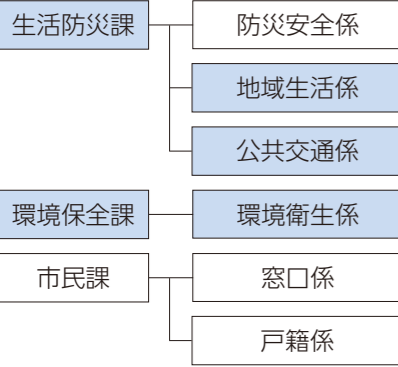 生活防災課
防災安全係
地域生活係
公共交通係
環境保全課
環境衛生係
市民課
窓口係
戸籍係